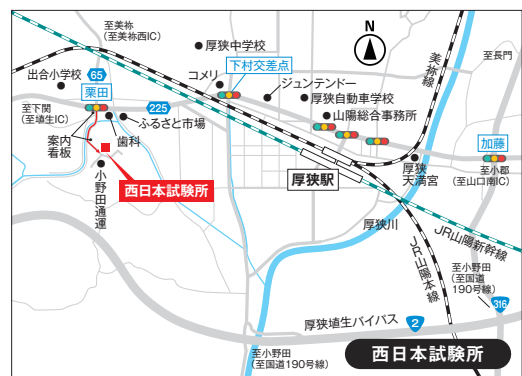 至美祢
(至美祢西IC)
N
厚狭中学校
下村交差点
コメリ
美祢線
至長門
出合小学校
65
栗田
ジュンテンドー
厚狭自動車学校
山陽総合事務所
至下関
(至埴生IC)
225
ふるさと市場
歯科
案内
看板
加藤
至小郡
(至山口南IC)
厚狭
天満宮
厚狭駅
西日本試験所
小野田通運
厚狭川
JR山陽新幹線
JR山陽本線
至小野田
(至国道
190号線)
316
厚狭埴生バイパス
2
至小野田
(至国道190号線)
西日本試験所